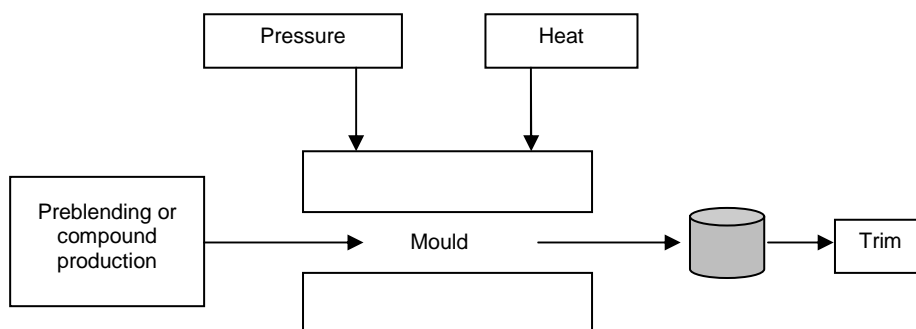 Pressure
Heat
Preblending or
compound
production
Mould
Trim